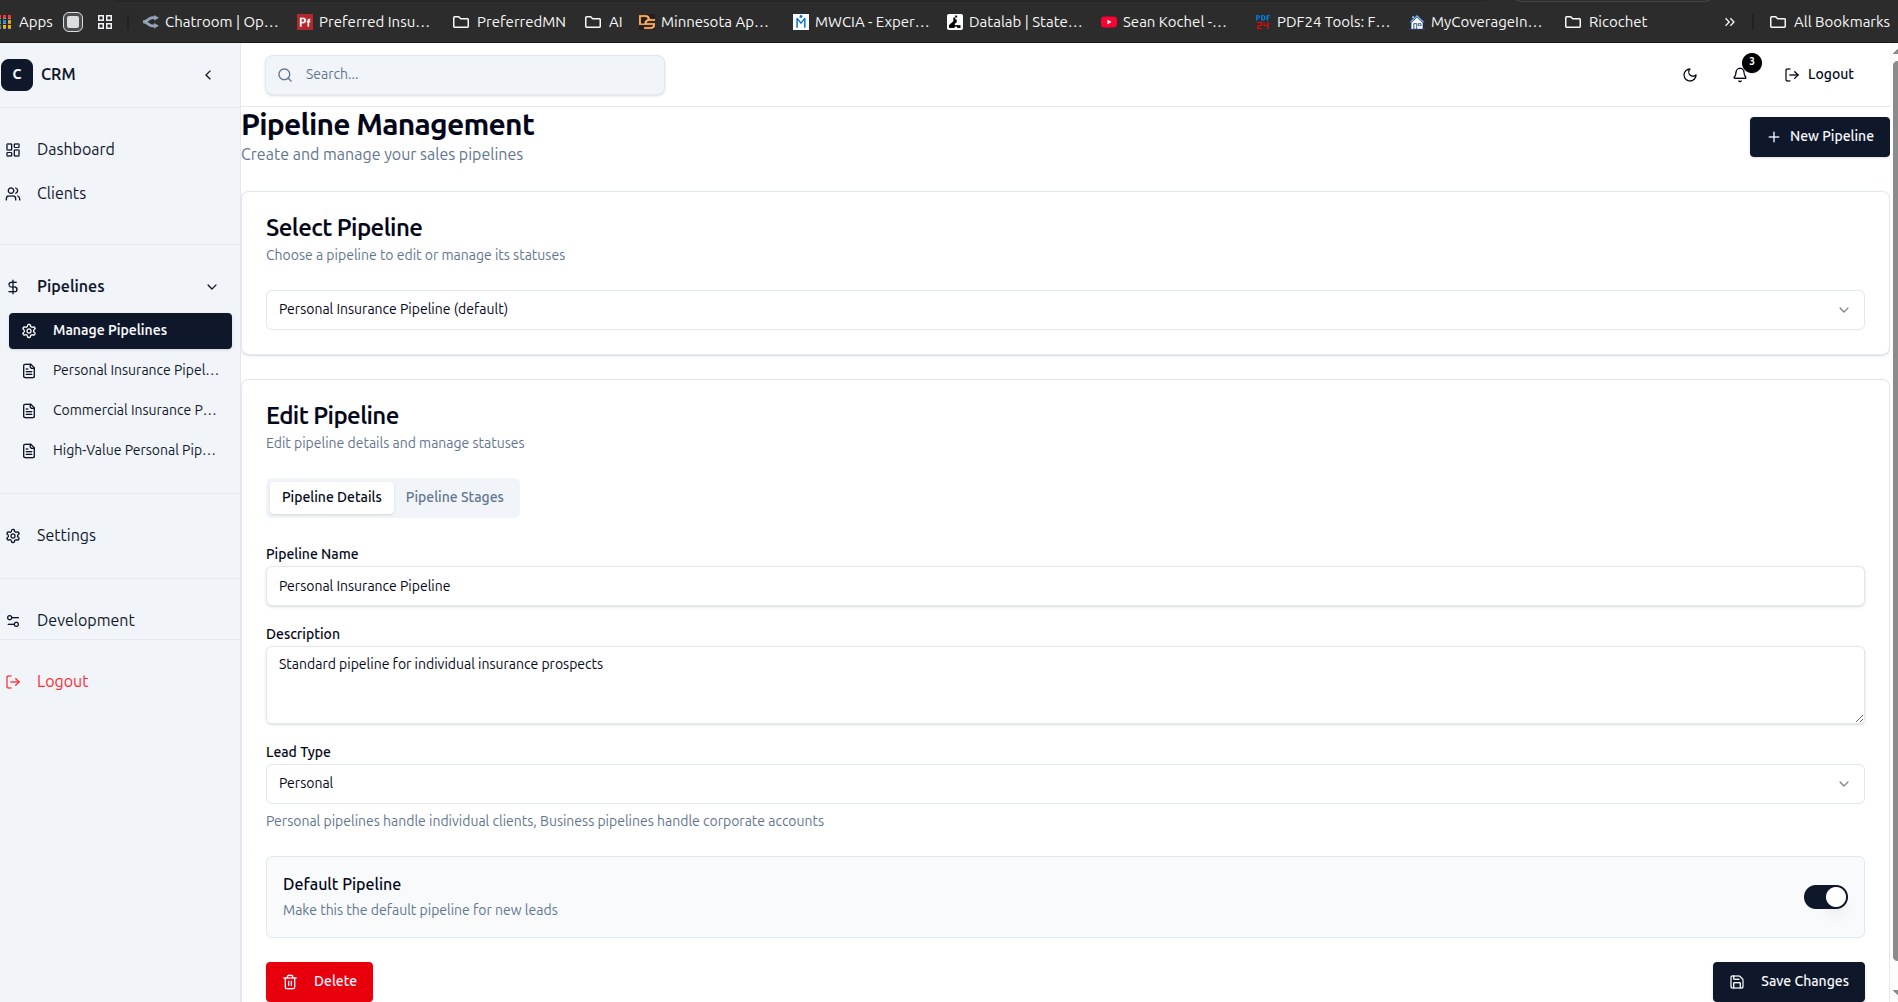 Apps Chatroom | Op... Preferred Insu... PreferredMN AI Minnesota Ap... MWCIA - Exper... Datalab | State... Sean Kochel -... PDF24 Tools: F... MyCoverageIn... Ricochet » All Bookmarks
C CRM
Search...
3
Logout
Dashboard
Clients
Pipelines
Manage Pipelines
Personal Insurance Pipel...
Commercial Insurance P...
High-Value Personal Pip...
Settings
Development
Logout
Pipeline Management
Create and manage your sales pipelines
New Pipeline
Select Pipeline
Choose a pipeline to edit or manage its statuses
Personal Insurance Pipeline (default)
Edit Pipeline
Edit pipeline details and manage statuses
Pipeline Details Pipeline Stages
Pipeline Name
Personal Insurance Pipeline
Description
Standard pipeline for individual insurance prospects
Lead Type
Personal
Personal pipelines handle individual clients, Business pipelines handle corporate accounts
Default Pipeline
Make this the default pipeline for new leads
Delete
Save Changes